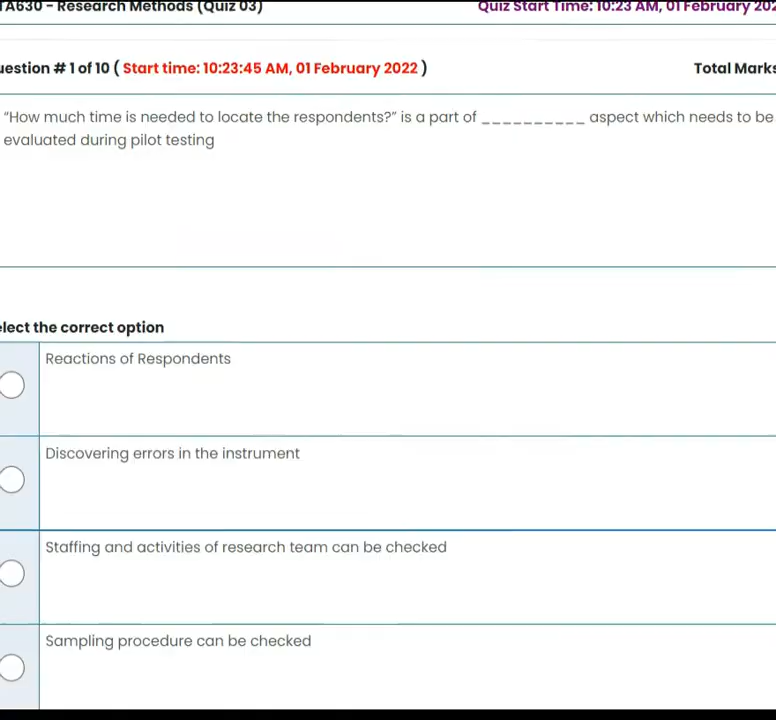 TA630 - Research Methods (Quiz 03) Quiz Start Time: 10:23 AM, 01 February 202
uestion # 1 of 10 ( Start time: 10:23:45 AM, 01 February 2022 ) Total Marks
"How much time is needed to locate the respondents?" is a part of __________ aspect which needs to be
evaluated during pilot testing
elect the correct option
Reactions of Respondents
Discovering errors in the instrument
Staffing and activities of research team can be checked
Sampling procedure can be checked